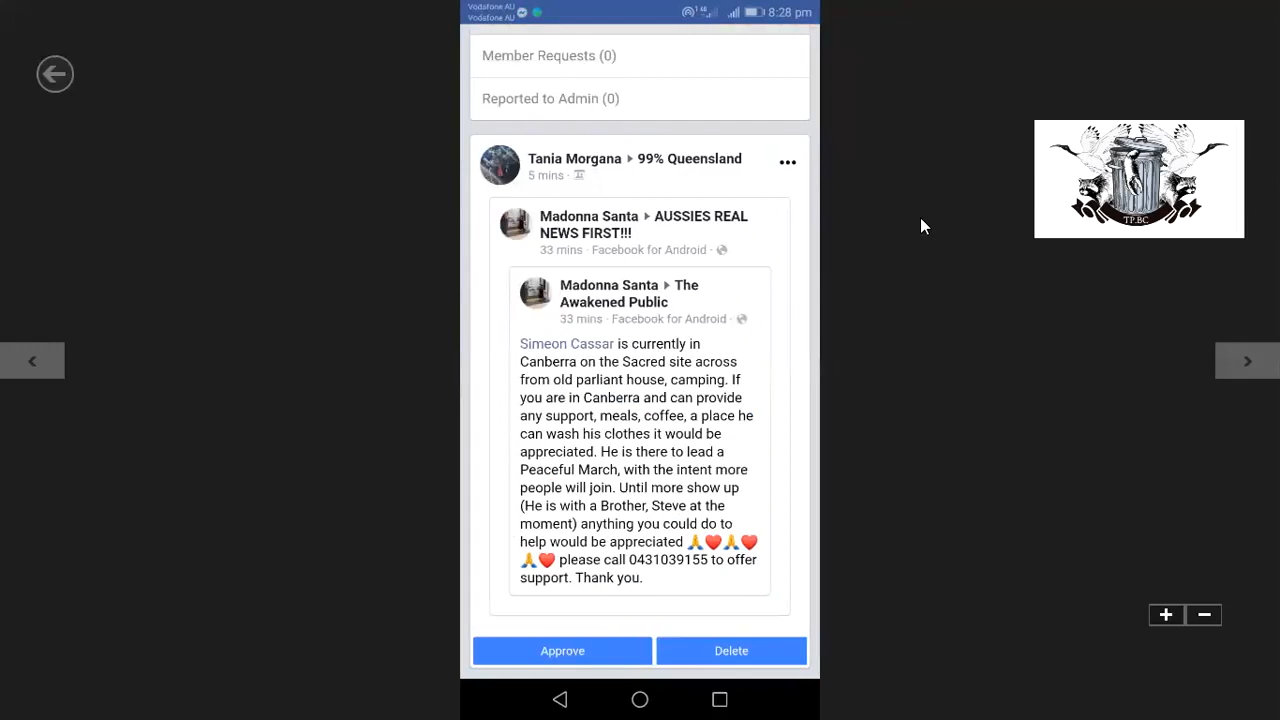 Vodafone AU
Vodafone AU
8:28 pm
Member Requests (0)
Reported to Admin (0)
Tania Morgana ▸ 99% Queensland
5 mins ·
Madonna Santa ▸ AUSSIES REAL
NEWS FIRST!!!
33 mins · Facebook for Android ·
Madonna Santa ▸ The
Awakened Public
33 mins · Facebook for Android ·
Simeon Cassar is currently in
Canberra on the Sacred site across
from old parliant house, camping. If
you are in Canberra and can provide
any support, meals, coffee, a place he
can wash his clothes it would be
appreciated. He is there to lead a
Peaceful March, with the intent more
people will join. Until more show up
(He is with a Brother, Steve at the
moment) anything you could do to
help would be appreciated 🙏♥️🙏♥️
🙏♥️ please call 0431039155 to offer
support. Thank you.
Approve
Delete
TP.BC